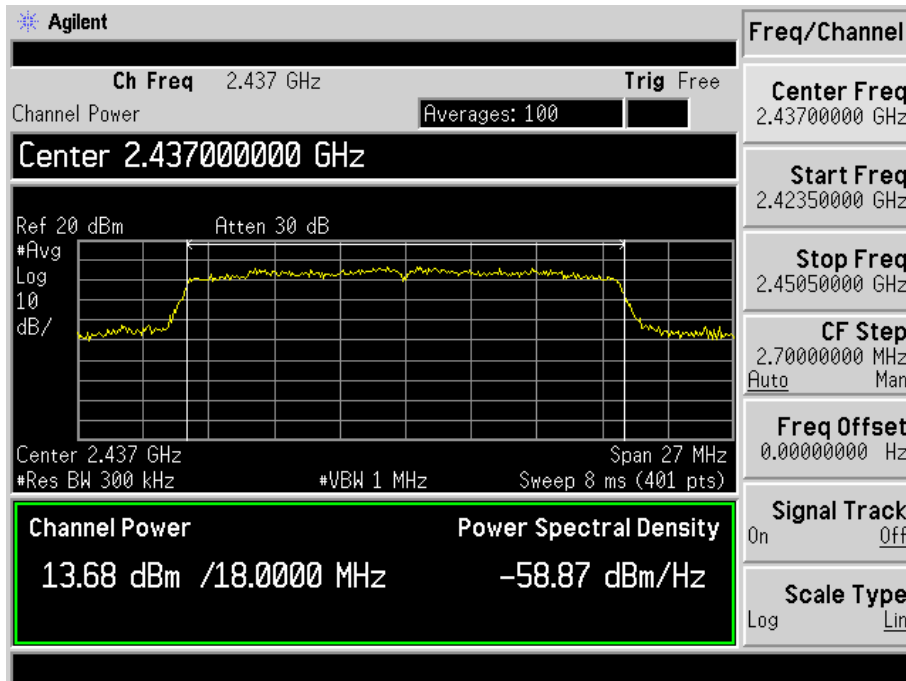 Agilent
Ch Freq 2.437 GHz Trig Free
Channel Power Averages: 100
Center 2.437000000 GHz
Ref 20 dBm Atten 30 dB
#Avg
Log
10
dB/
Center 2.437 GHz Span 27 MHz
#Res BW 300 kHz #VBW 1 MHz Sweep 8 ms (401 pts)
Channel Power Power Spectral Density
13.68 dBm /18.0000 MHz -58.87 dBm/Hz
Freq/Channel
Center Freq
2.43700000 GHz
Start Freq
2.42350000 GHz
Stop Freq
2.45050000 GHz
CF Step
2.70000000 MHz
Auto Man
Freq Offset
0.00000000 Hz
Signal Track
On Off
Scale Type
Log Lin